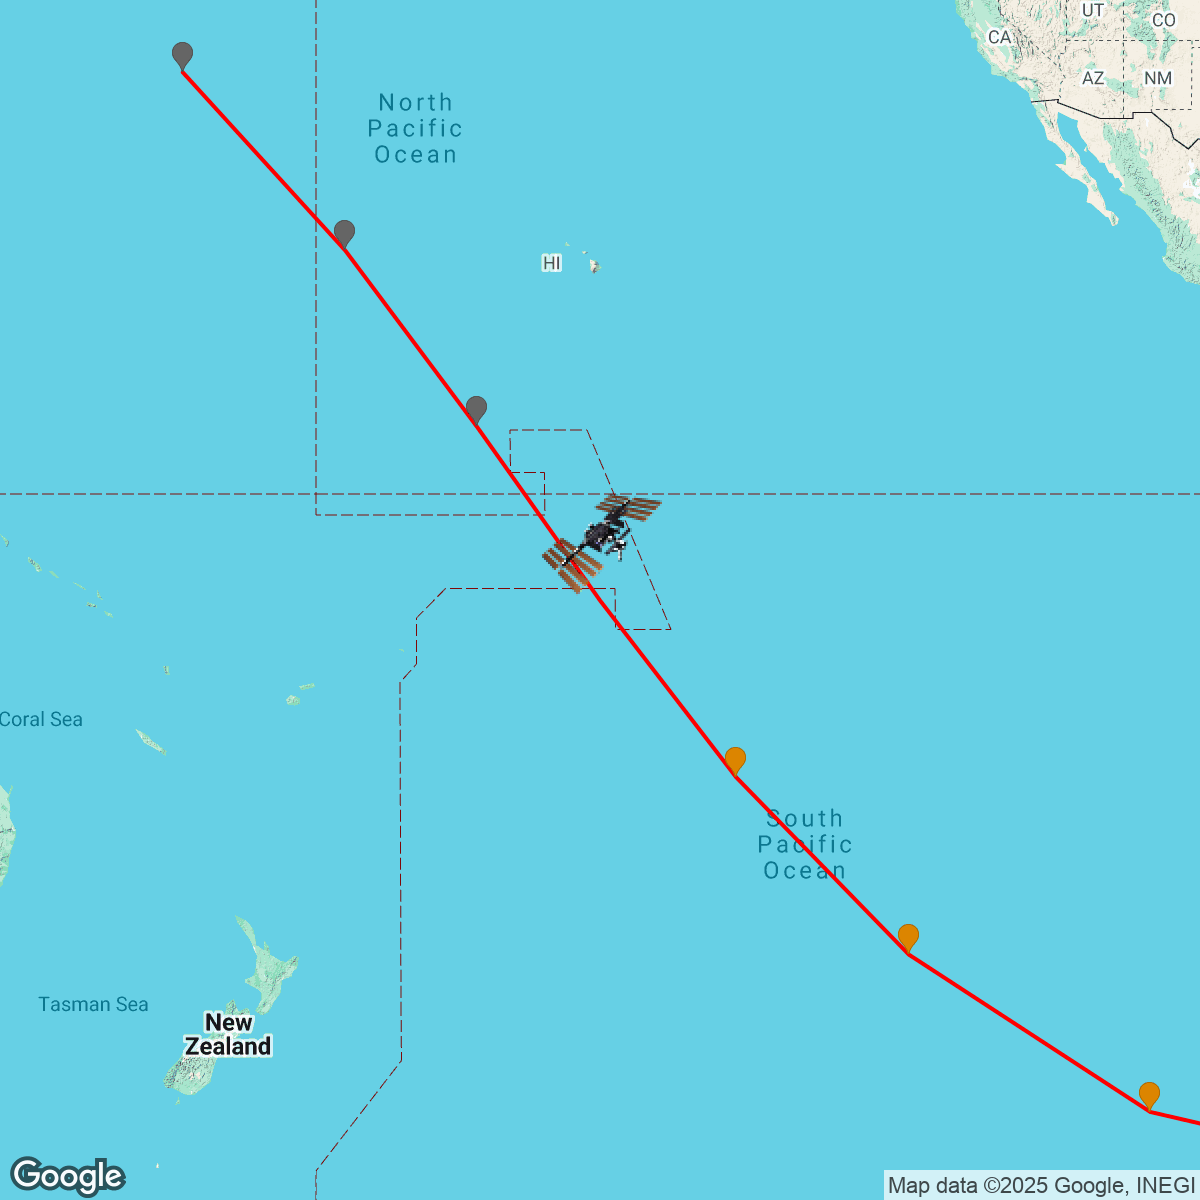 UT
CO
CA
AZ
NM
North
Pacific
Ocean
HI
Coral Sea
South
Pacific
Ocean
Tasman Sea
New
Zealand
Google
Map data ©2025 Google, INEGI